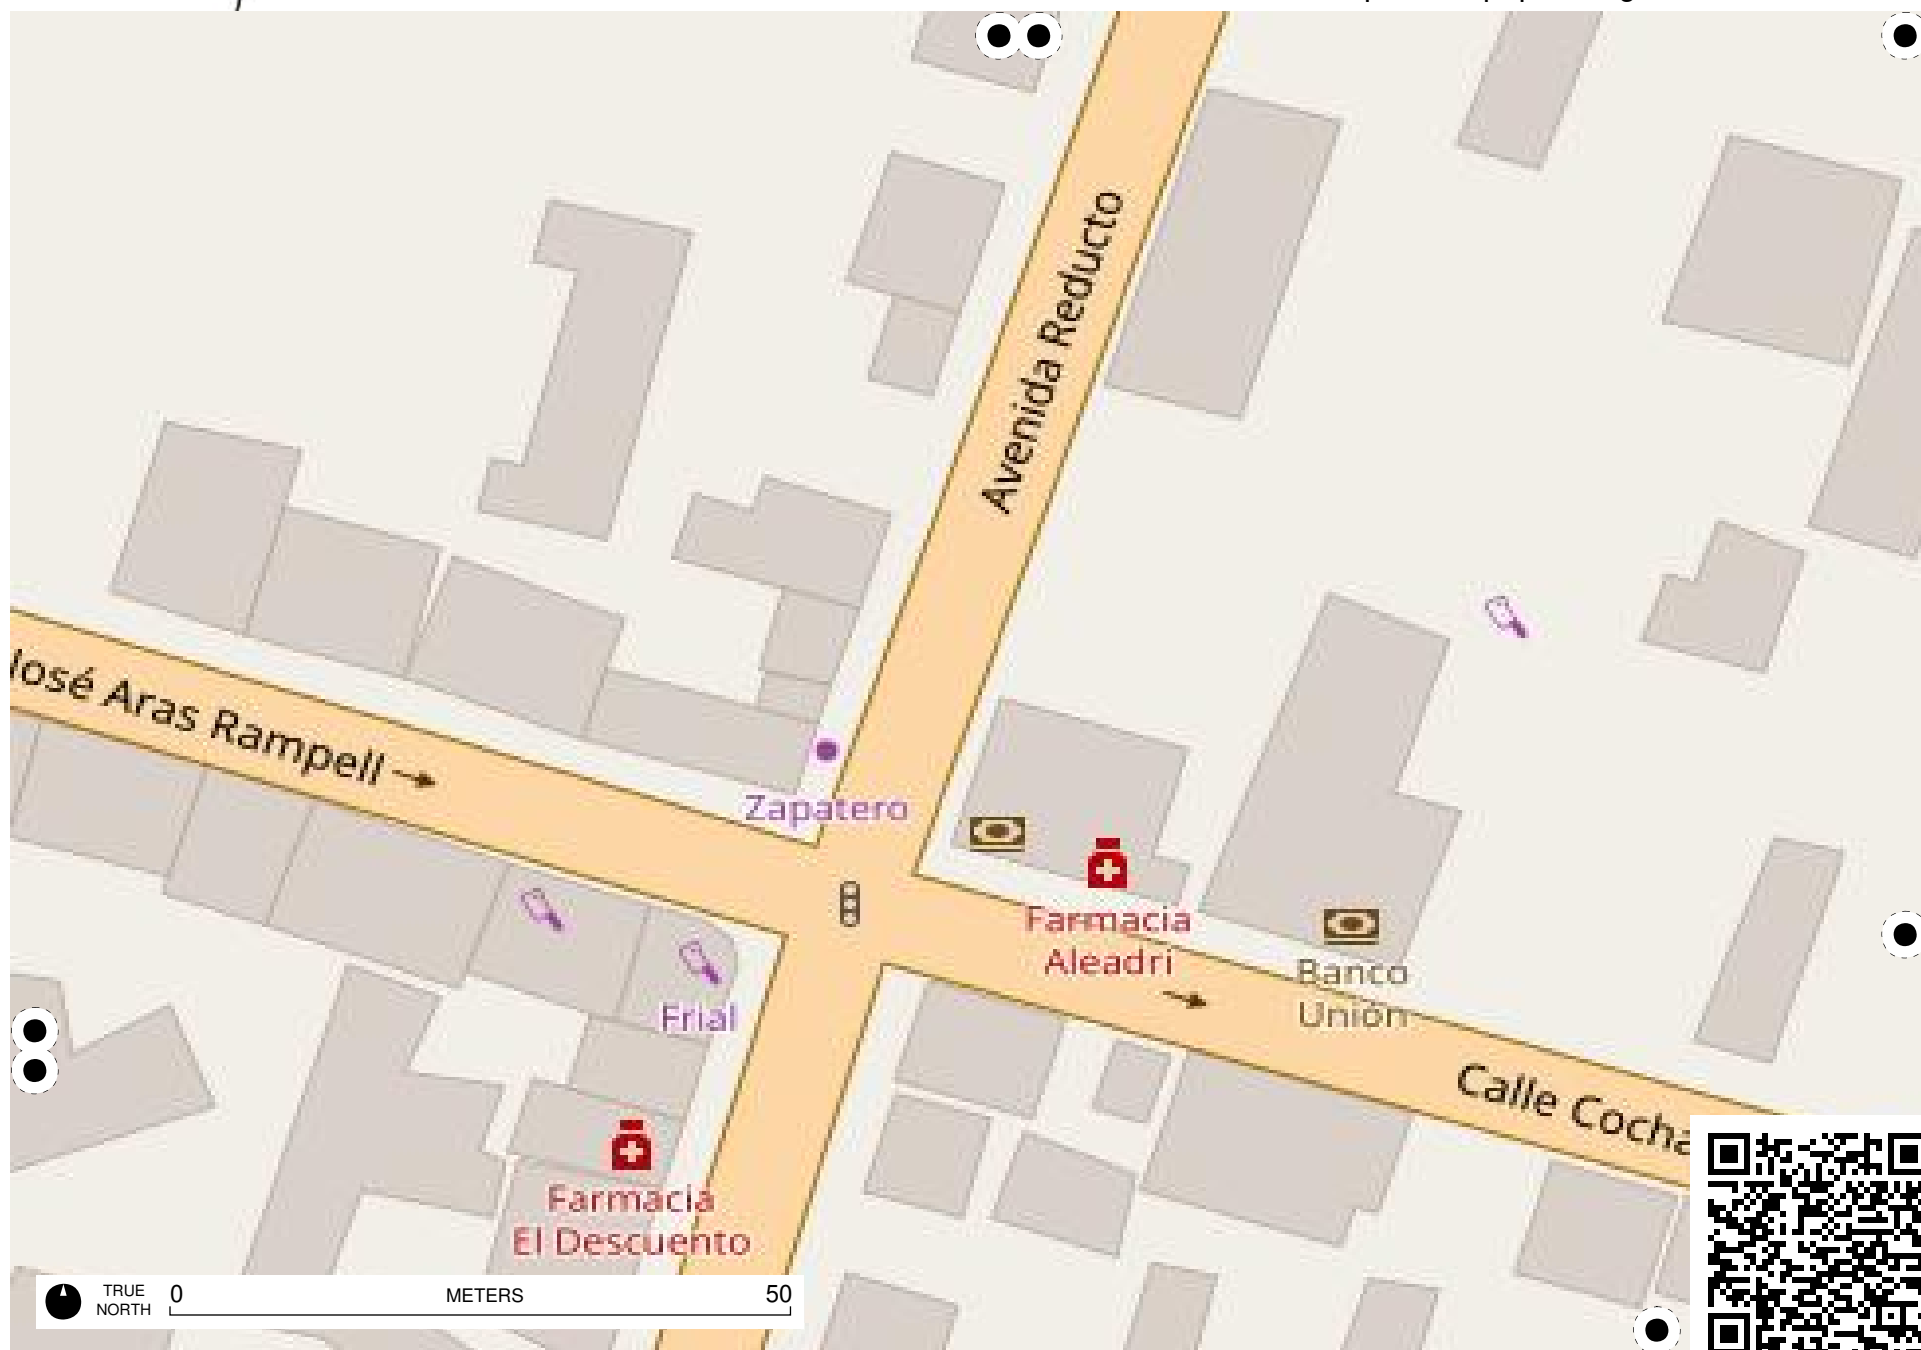 Avenida Reducto
José Aras Rampell
Zapatero
Farmacia
Aleadri
Banco
Unión
Frial
Calle Cocha
Farmacia
El Descuento
TRUE
NORTH
0
METERS
50